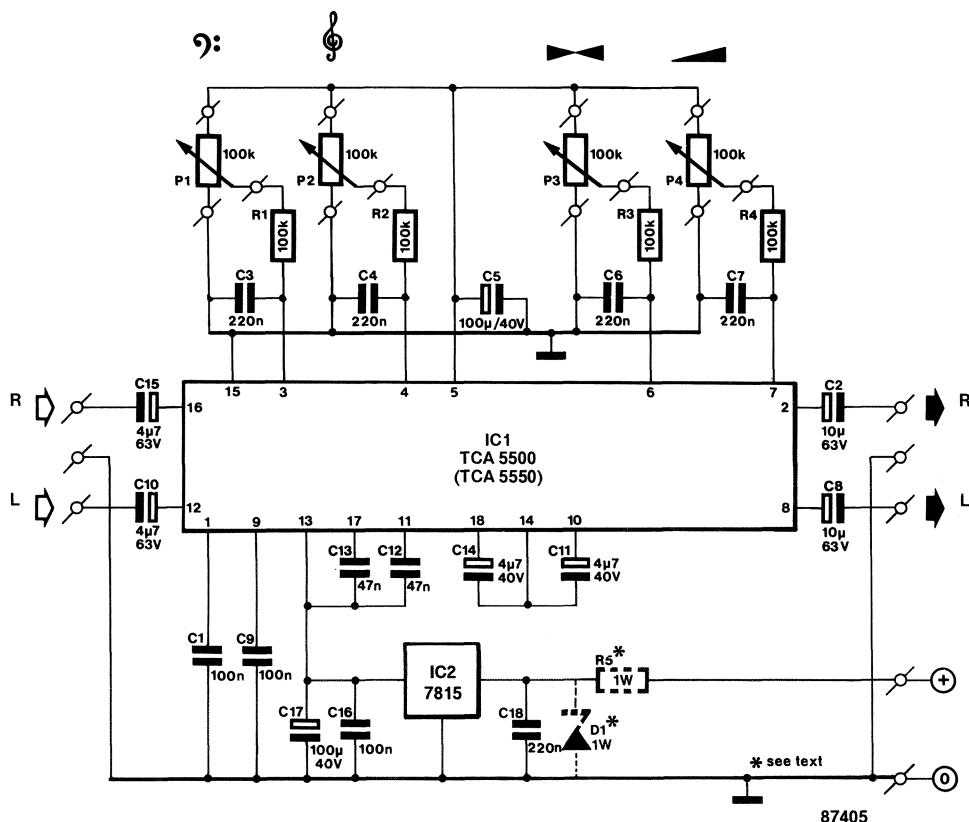 100k
100k
100k
100k
P1
P2
P3
P4
R1
100k
R2
100k
R3
100k
R4
100k
C3
220n
C4
220n
C5
100µ/40V
C6
220n
C7
220n
15
3
4
5
6
7
R
C15
4µ7
63V
16
2
C2
10µ
63V
R
IC1
TCA 5500
(TCA 5550)
L
C10
4µ7
63V
12
8
C8
10µ
63V
L
1
9
13
17
11
18
14
10
C13
47n
C12
47n
C14
4µ7
40V
C11
4µ7
40V
C1
100n
C9
100n
IC2
7815
R5*
1W
+
C17
100µ
40V
C16
100n
C18
220n
D1*
1W
* see text
0
87405